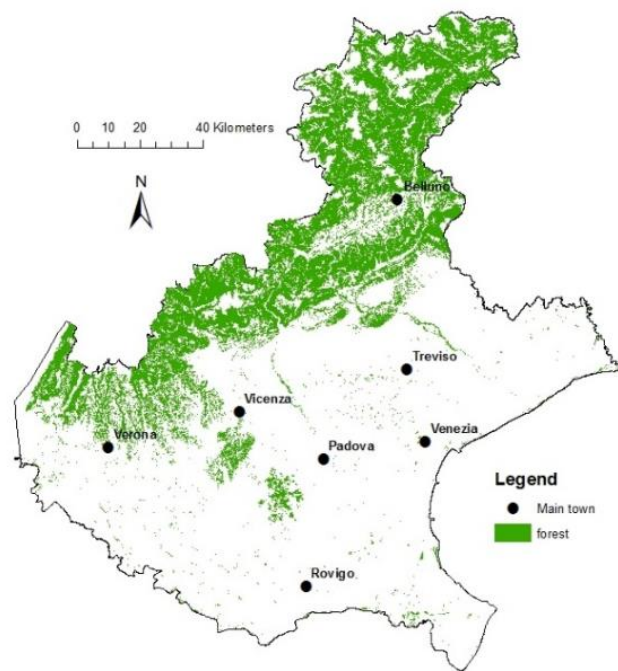 Belluno
0 10 20 40 Kilometers
N
Treviso
Vicenza
Verona
Venezia
Padova
Legend
Main town
forest
Rovigo